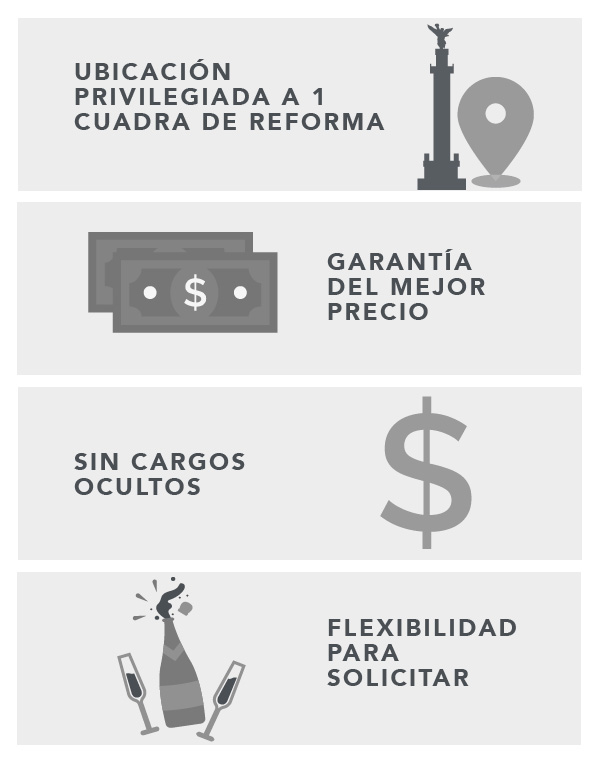 UBICACIÓN
PRIVILEGIADA A 1
CUADRA DE REFORMA
$
GARANTÍA
DEL MEJOR
PRECIO
SIN CARGOS
OCULTOS
$
FLEXIBILIDAD
PARA
SOLICITAR